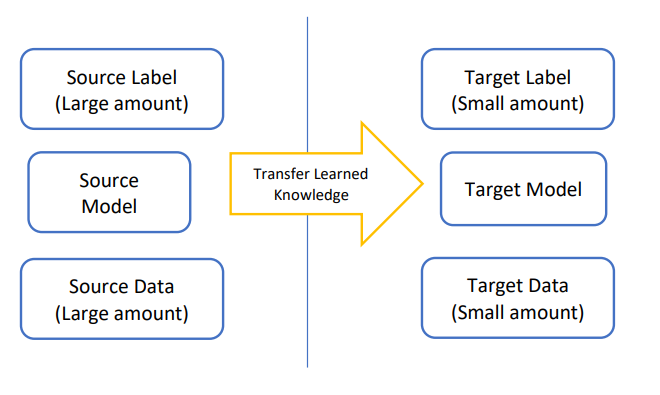 Source Label
(Large amount)
Source
Model
Source Data
(Large amount)
Transfer Learned
Knowledge
Target Label
(Small amount)
Target Model
Target Data
(Small amount)